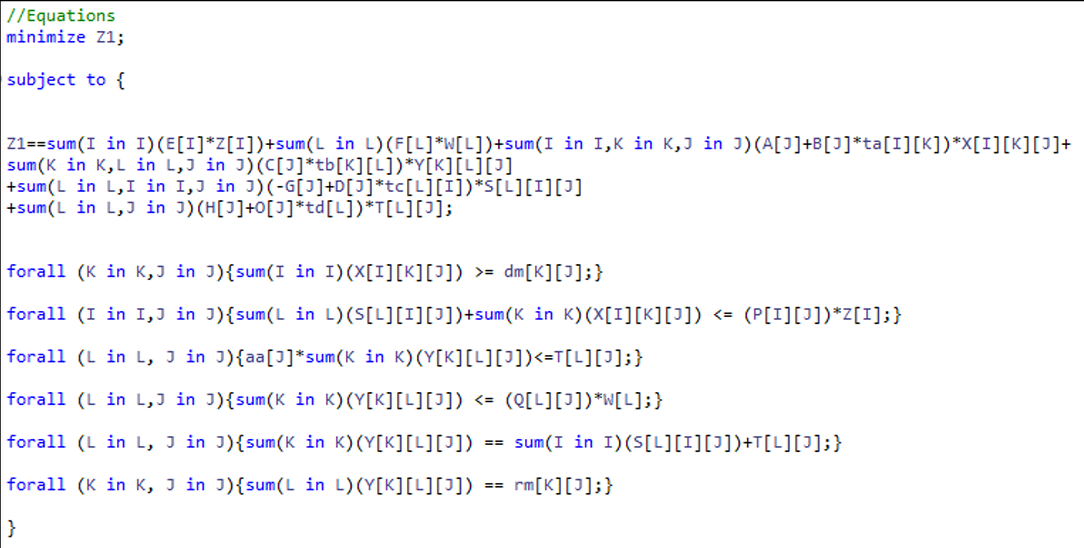 //Equations
minimize Z1;
subject to {
Z1==sum(I in I)(E[I]*Z[I])+sum(L in L)(F[L]*W[L])+sum(I in I,K in K,J in J)(A[J]+B[J]*ta[I][K])*X[I][K][J]+
sum(K in K,L in L,J in J)(C[J]*tb[K][L])*Y[K][L][J]
+sum(L in L,I in I,J in J)(-G[J]+D[J]*tc[L][I])*S[L][I][J]
+sum(L in L,J in J)(H[J]+O[J]*td[L])*T[L][J];
forall (K in K,J in J){sum(I in I)(X[I][K][J]) >= dm[K][J];}
forall (I in I,J in J){sum(L in L)(S[L][I][J])+sum(K in K)(X[I][K][J]) <= (P[I][J])*Z[I];}
forall (L in L, J in J){aa[J]*sum(K in K)(Y[K][L][J])<=T[L][J];}
forall (L in L,J in J){sum(K in K)(Y[K][L][J]) <= (Q[L][J])*W[L];}
forall (L in L, J in J){sum(K in K)(Y[K][L][J]) == sum(I in I)(S[L][I][J])+T[L][J];}
forall (K in K, J in J){sum(L in L)(Y[K][L][J]) == rm[K][J];}
}